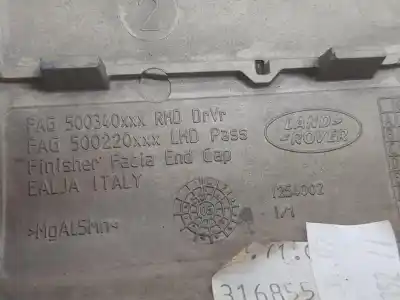 2
FAG 500340xxx RHD DrVr
FAG 500220xxx LHD Pass
Finisher Facia End Cap
EALJA ITALY
LAND-
-ROVER
1254002
1/1
>MgAl5Mn<
316855